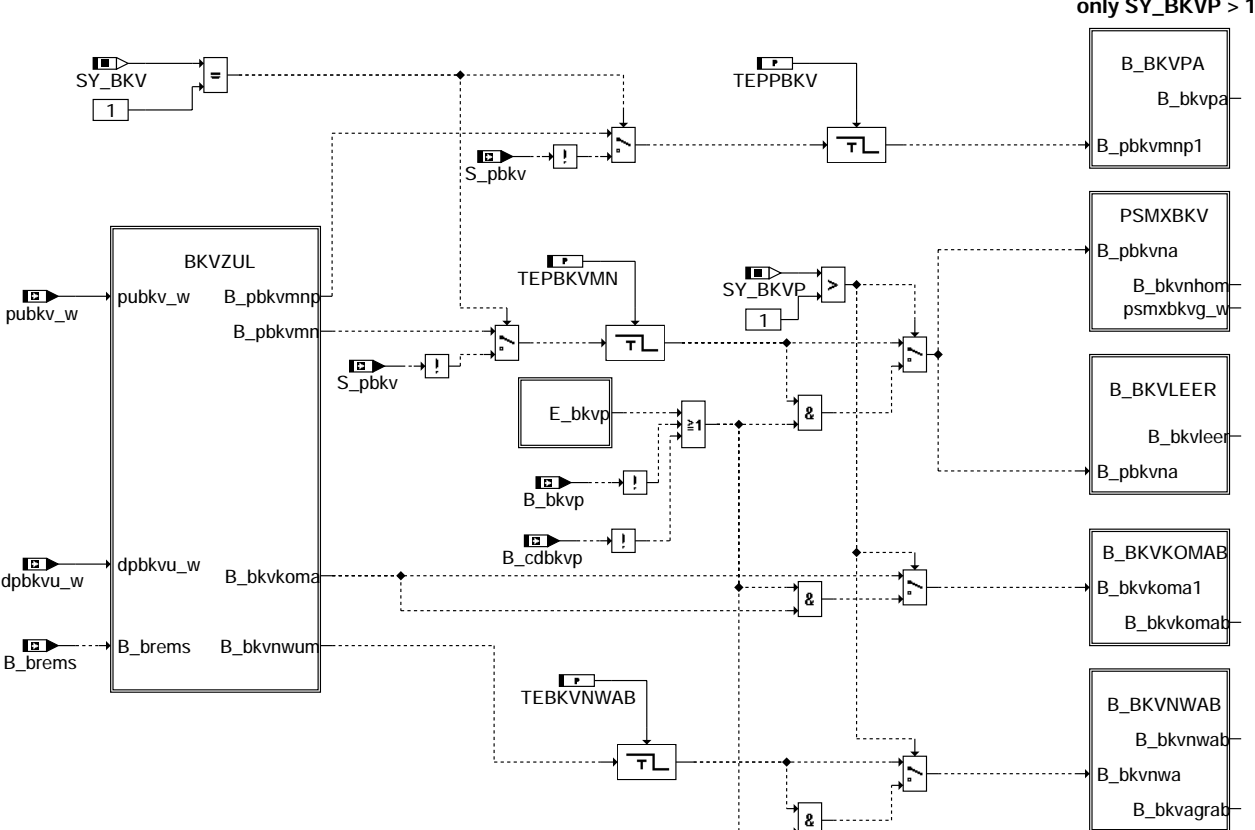 only SY_BKVP > 1
SY_BKV
=
1
TEPPBKV
P
B_BKVPA
B_bkvpa
B_pbkvmnp1
S_pbkv
!
T
BKVZUL
pubkv_w
pubkv_w
B_pbkvmnp
B_pbkvmn
TEPBKVMN
P
SY_BKVP
>
1
PSMXBKV
B_pbkvna
B_bkvnhom
psmxbkvg_w
S_pbkv
!
T
E_bkvp
≧1
&
B_BKVLEER
B_bkvleer
B_pbkvna
B_bkvp
!
B_cdbkvp
!
dpbkvu_w
dpbkvu_w
B_bkvkoma
&
B_BKVKOMAB
B_bkvkoma1
B_bkvkomab
B_brems
B_brems
B_bkvnwum
TEBKVNWAB
P
T
&
B_BKVNWAB
B_bkvnwab
B_bkvnwa
B_bkvagrab